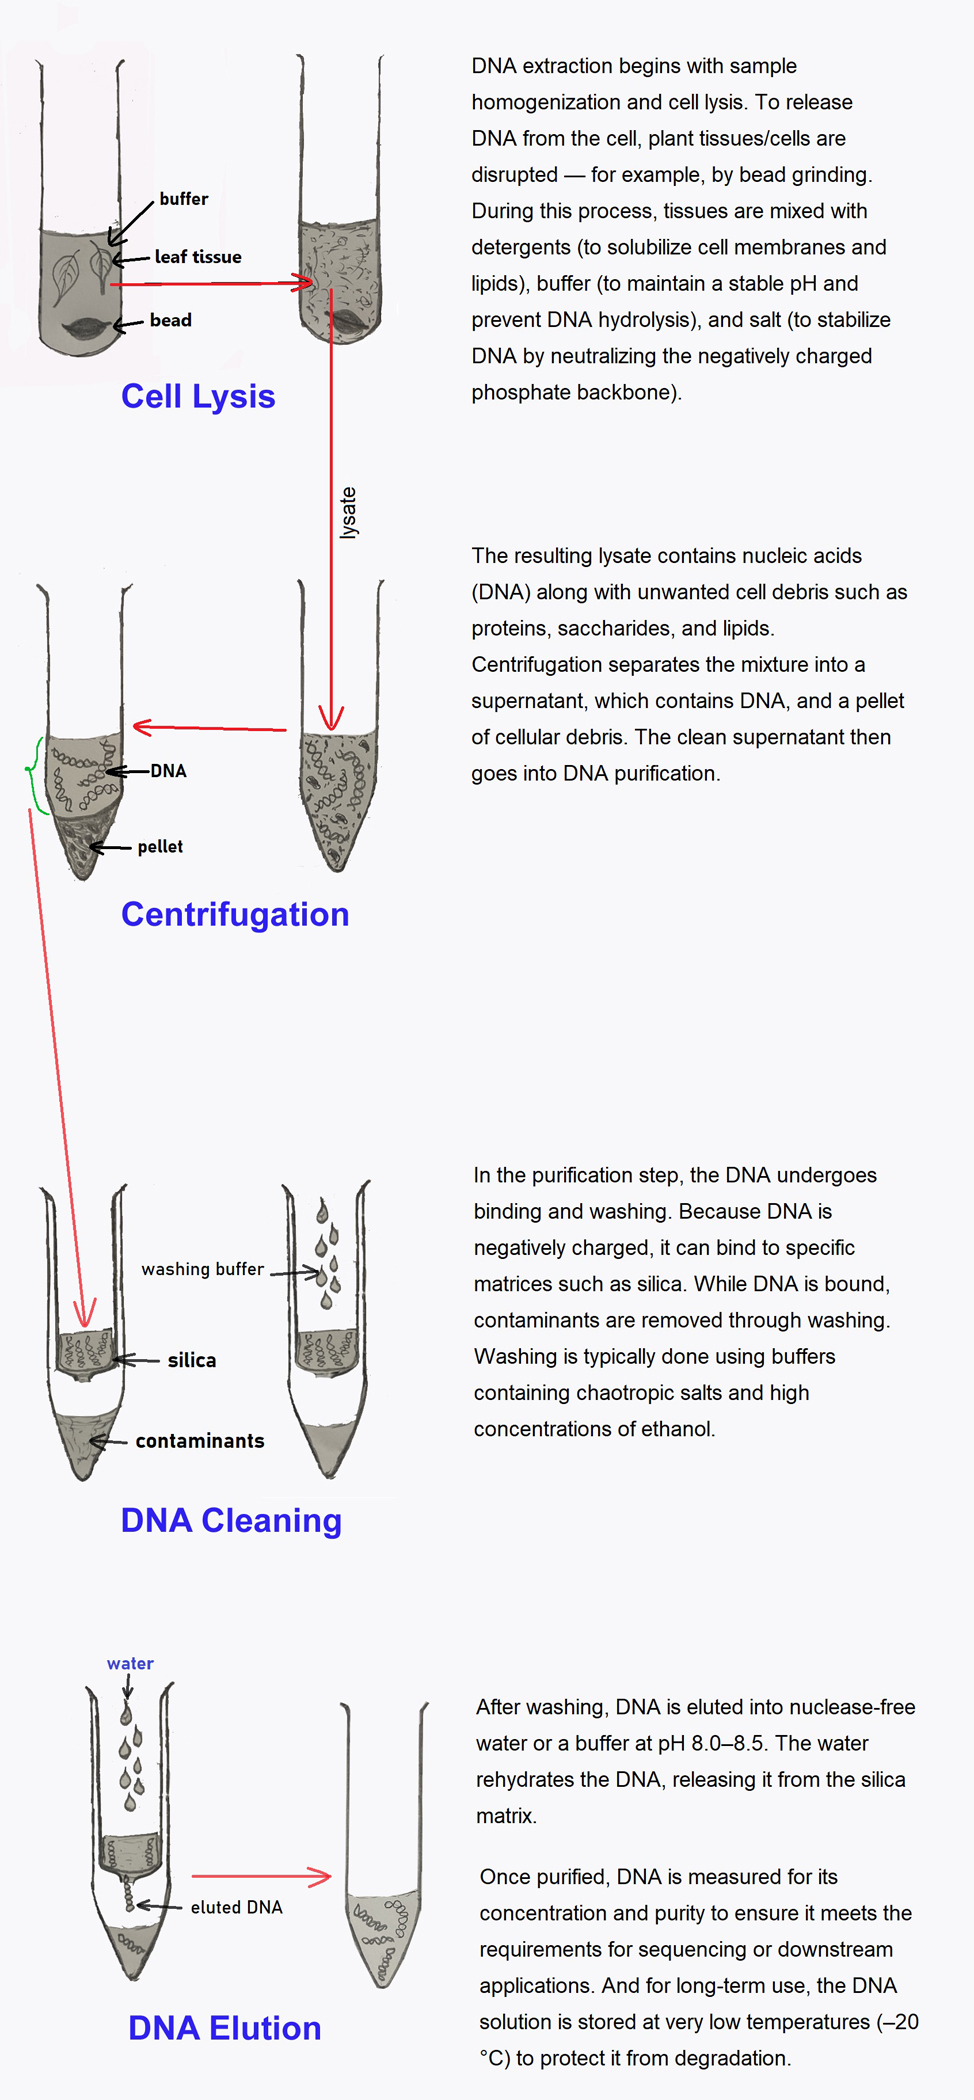 DNA extraction begins with sample
homogenization and cell lysis. To release
DNA from the cell, plant tissues/cells are
disrupted — for example, by bead grinding.
During this process, tissues are mixed with
detergents (to solubilize cell membranes and
lipids), buffer (to maintain a stable pH and
prevent DNA hydrolysis), and salt (to stabilize
DNA by neutralizing the negatively charged
phosphate backbone).
buffer
leaf tissue
bead
Cell Lysis
lysate
The resulting lysate contains nucleic acids
(DNA) along with unwanted cell debris such as
proteins, saccharides, and lipids.
Centrifugation separates the mixture into a
supernatant, which contains DNA, and a pellet
of cellular debris. The clean supernatant then
goes into DNA purification.
DNA
pellet
Centrifugation
In the purification step, the DNA undergoes
binding and washing. Because DNA is
negatively charged, it can bind to specific
matrices such as silica. While DNA is bound,
contaminants are removed through washing.
Washing is typically done using buffers
containing chaotropic salts and high
concentrations of ethanol.
washing buffer
silica
contaminants
DNA Cleaning
water
After washing, DNA is eluted into nuclease-free
water or a buffer at pH 8.0–8.5. The water
rehydrates the DNA, releasing it from the silica
matrix.
Once purified, DNA is measured for its
concentration and purity to ensure it meets the
requirements for sequencing or downstream
applications. And for long-term use, the DNA
solution is stored at very low temperatures (–20
°C) to protect it from degradation.
eluted DNA
DNA Elution